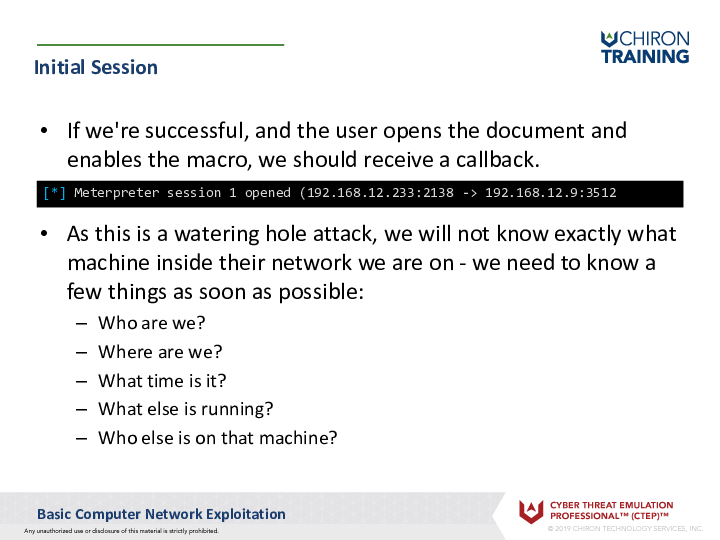 CHIRON
TRAINING
Initial Session
• If we're successful, and the user opens the document and
enables the macro, we should receive a callback.
[*] Meterpreter session 1 opened (192.168.12.233:2138 -> 192.168.12.9:3512
• As this is a watering hole attack, we will not know exactly what
machine inside their network we are on - we need to know a
few things as soon as possible:
– Who are we?
– Where are we?
– What time is it?
– What else is running?
– Who else is on that machine?
Basic Computer Network Exploitation
Any unauthorized use or disclosure of this material is strictly prohibited.
CYBER THREAT EMULATION
PROFESSIONAL™ (CTEP)™
© 2019 CHIRON TECHNOLOGY SERVICES, INC.